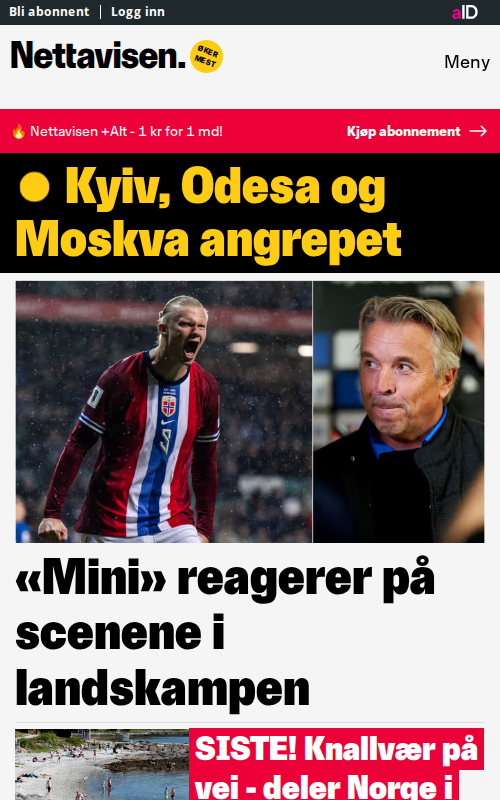 Bli abonnent | Logg inn
aID
Nettavisen.
ØKER
MEST
Meny
Nettavisen +Alt - 1 kr for 1 md!
Kjøp abonnement →
Kyiv, Odesa og
Moskva angrepet
«Mini» reagerer på
scenene i
landskampen
SISTE! Knallvær på
vei - deler Norge i